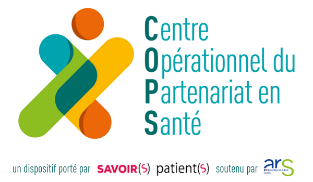 Centre
Opérationnel du
Partenariat en
Santé
un dispositif porté par SAVOIR(S) patient(S) soutenu par ars